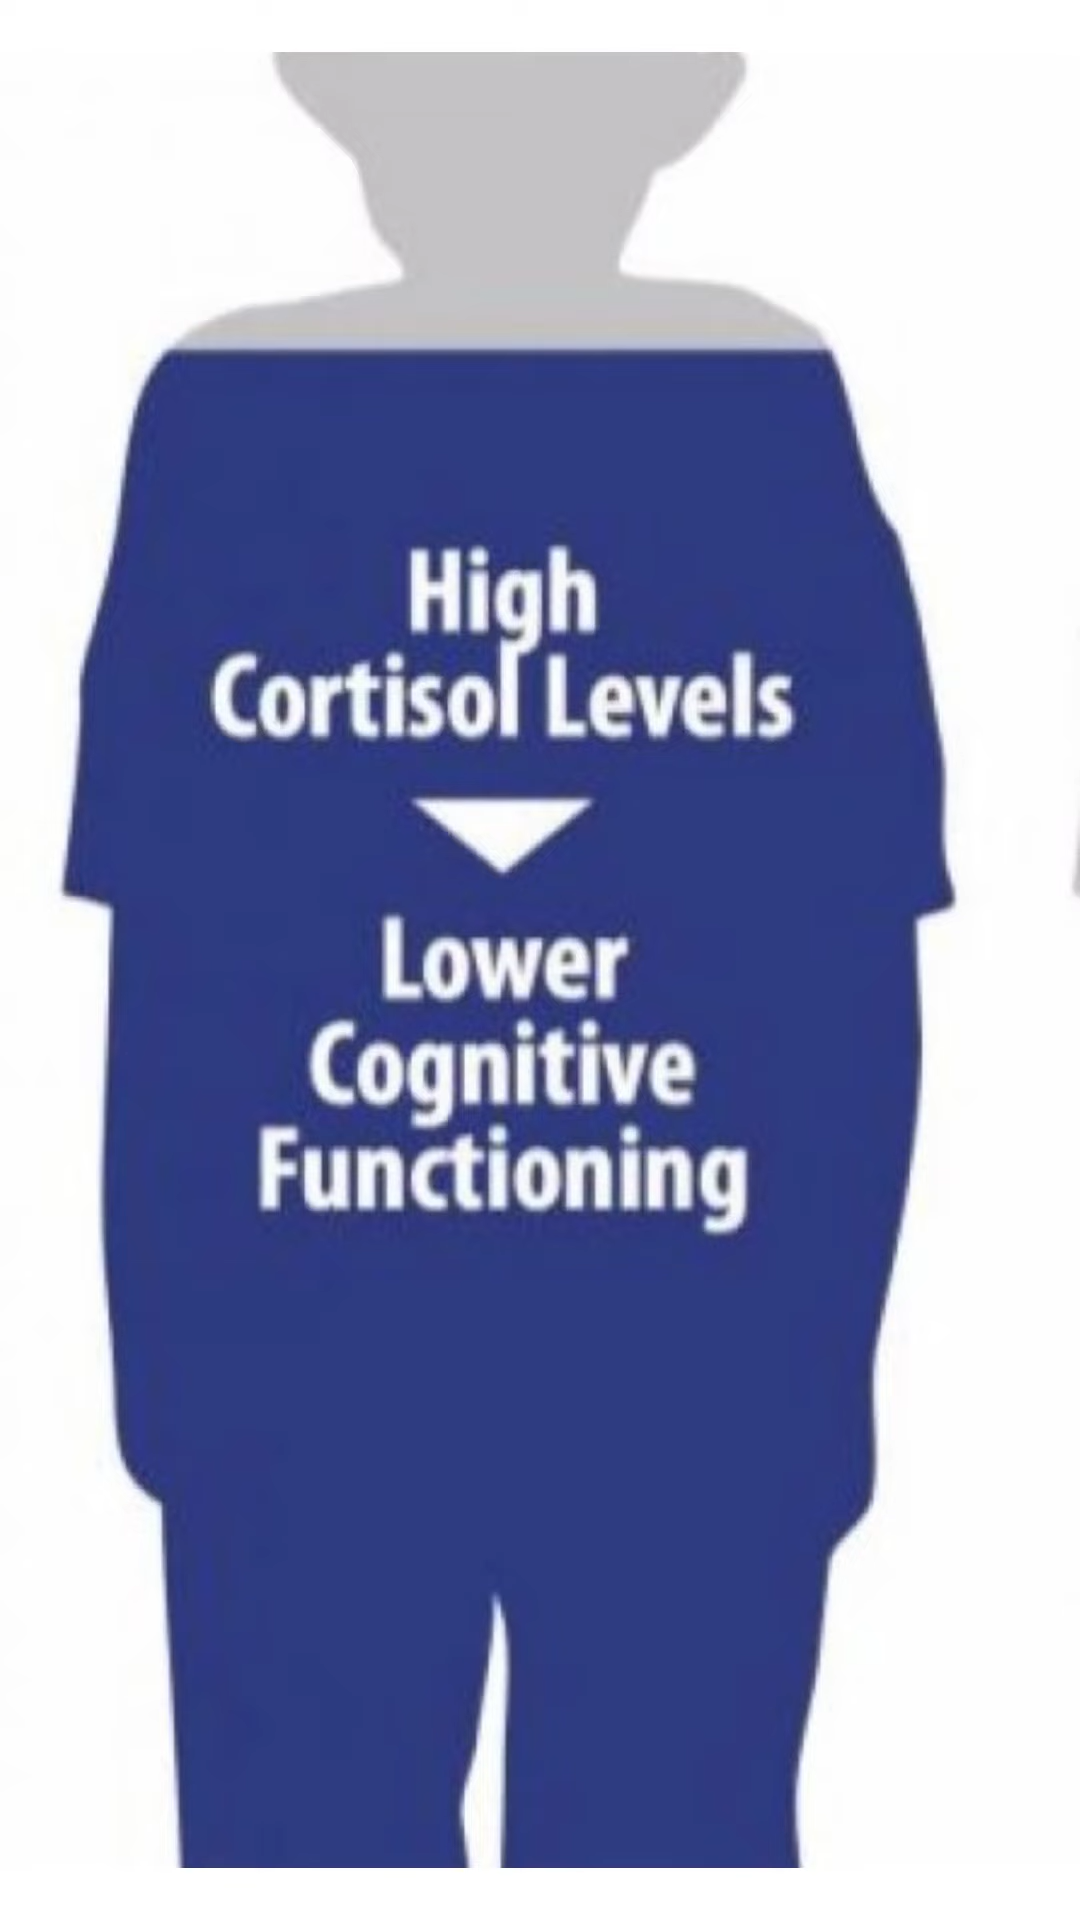 High
Cortisol Levels
Lower
Cognitive
Functioning